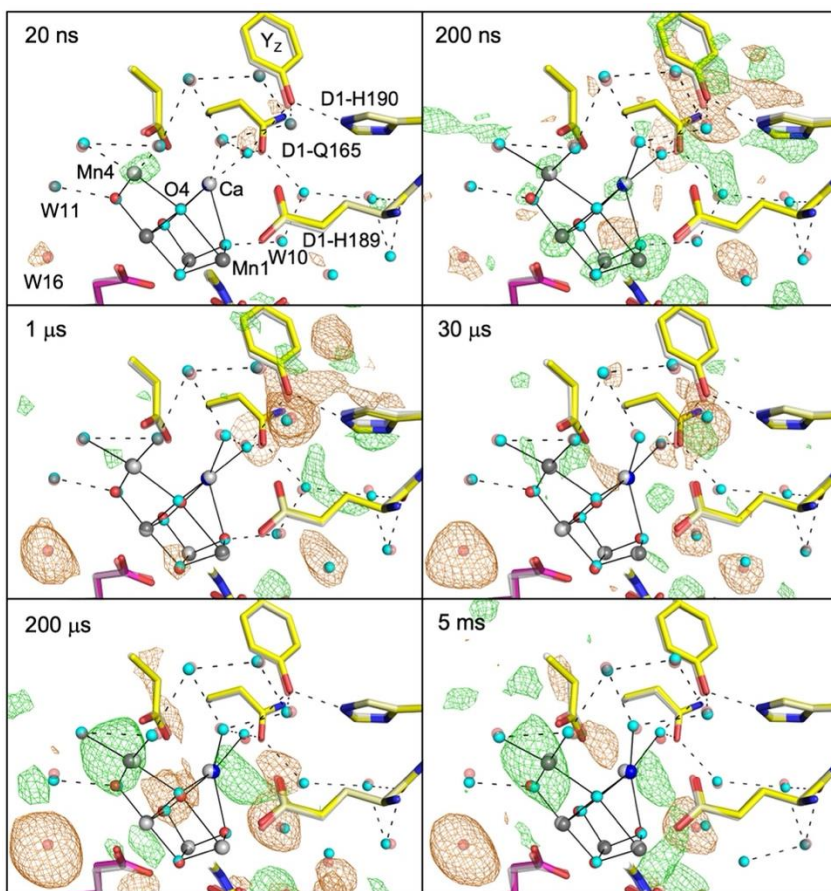 20 ns
Y_Z
D1-H190
D1-Q165
Mn4
O4
Ca
W11
D1-H189
W10
Mn1
W16
200 ns
1 μs
30 μs
200 μs
5 ms